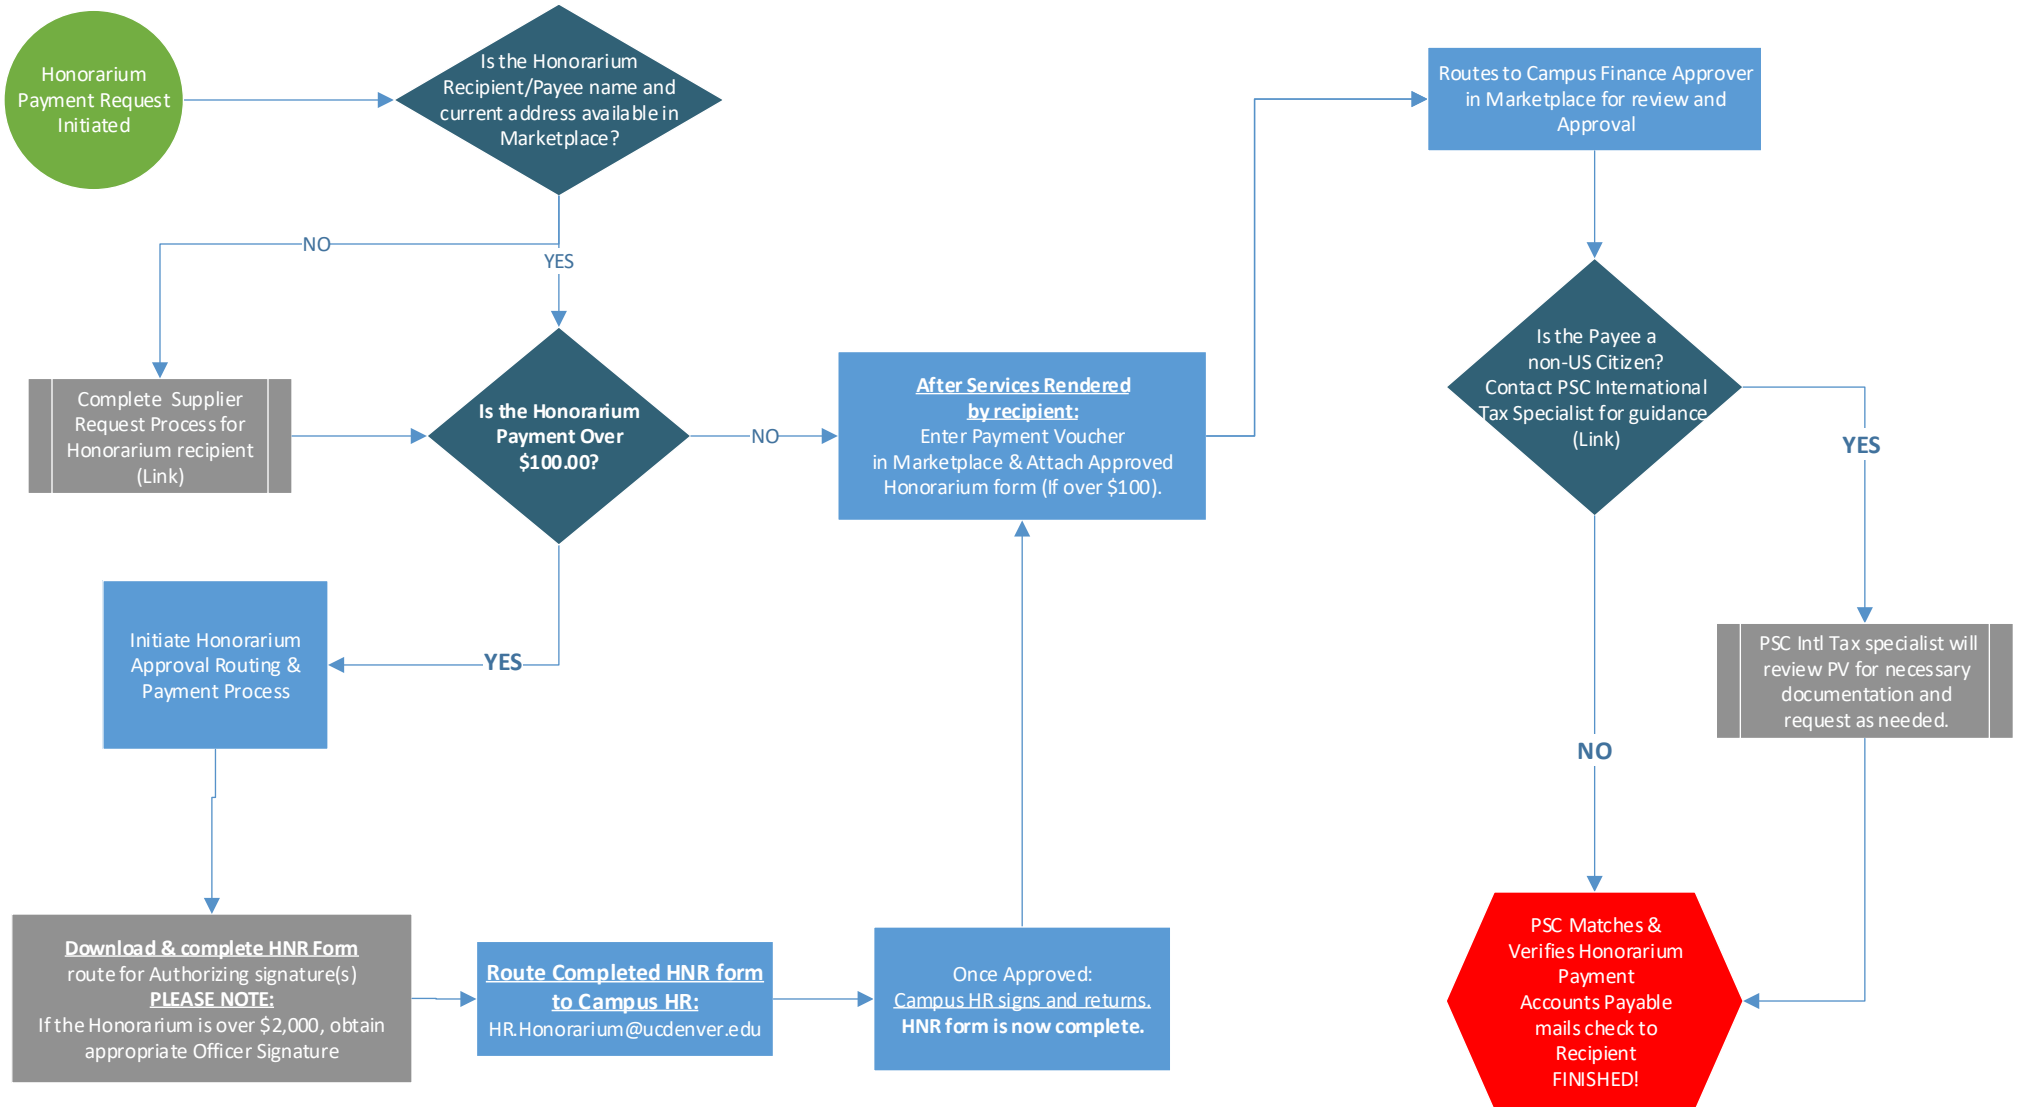 Honorarium
Payment Request
Initiated
Is the Honorarium
Recipient/Payee name and
current address available in
Marketplace?
NO
YES
Complete Supplier
Request Process for
Honorarium recipient
(Link)
Is the Honorarium
Payment Over
$100.00?
NO
YES
After Services Rendered
by recipient:
Enter Payment Voucher
in Marketplace & Attach Approved
Honorarium form (If over $100).
Initiate Honorarium
Approval Routing &
Payment Process
Download & complete HNR Form
route for Authorizing signature(s)
PLEASE NOTE:
If the Honorarium is over $2,000, obtain
appropriate Officer Signature
Route Completed HNR form
to Campus HR:
HR.Honorarium@ucdenver.edu
Once Approved:
Campus HR signs and returns.
HNR form is now complete.
Routes to Campus Finance Approver
in Marketplace for review and
Approval
Is the Payee a
non-US Citizen?
Contact PSC International
Tax Specialist for guidance
(Link)
YES
NO
PSC Intl Tax specialist will
review PV for necessary
documentation and
request as needed.
PSC Matches &
Verifies Honorarium
Payment
Accounts Payable
mails check to
Recipient
FINISHED!